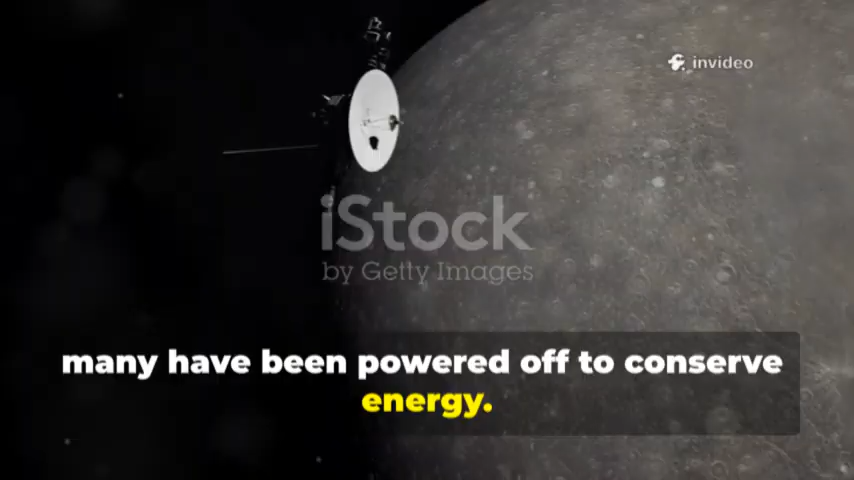 invideo
iStock
by Getty Images
many have been powered off to conserve
energy.